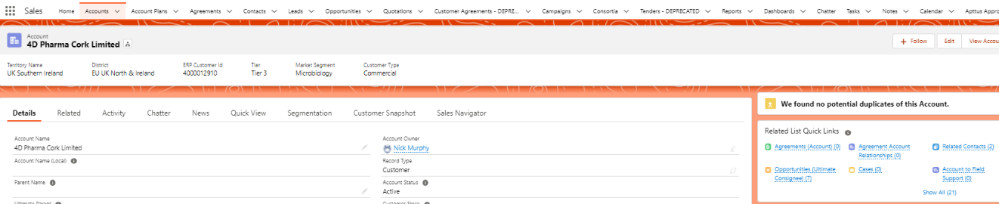 Sales Home Accounts Account Plans Agreements Contacts Leads Opportunities Quotations Customer Agreements - DEPRE... Campaigns Consortia Tenders - DEPRECATED Reports Dashboards Chatter Tasks Notes Calendar Apttus Appro
Account
4D Pharma Cork Limited
+ Follow Edit View Accou
Territory Name District ERP Customer Id Tier Market Segment Customer Type
UK Southern Ireland EU UK North & Ireland 4000012910 Tier 3 Microbiology Commercial
We found no potential duplicates of this Account.
Details Related Activity Chatter News Quick View Segmentation Customer Snapshot Sales Navigator
Related List Quick Links
Account Name Account Owner
4D Pharma Cork Limited Nick Murphy
Agreements (Account) (0) Agreement Account Relationships (0) Related Contacts (2)
Account Name (Local) Record Type
Customer
Opportunities (Ultimate Consignee) (7) Cases (0) Account to Field Support (0)
Parent Name Account Status
Active
Show All (21)
Ultimate Parent